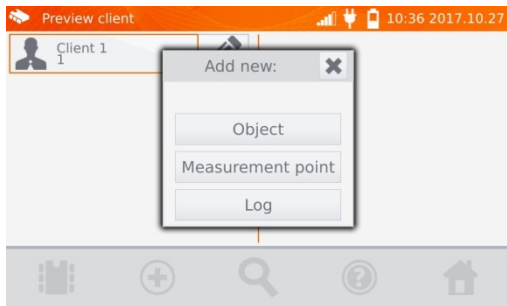 Preview client
10:36 2017.10.27
Client 1
1
Add new:
Object
Measurement point
Log